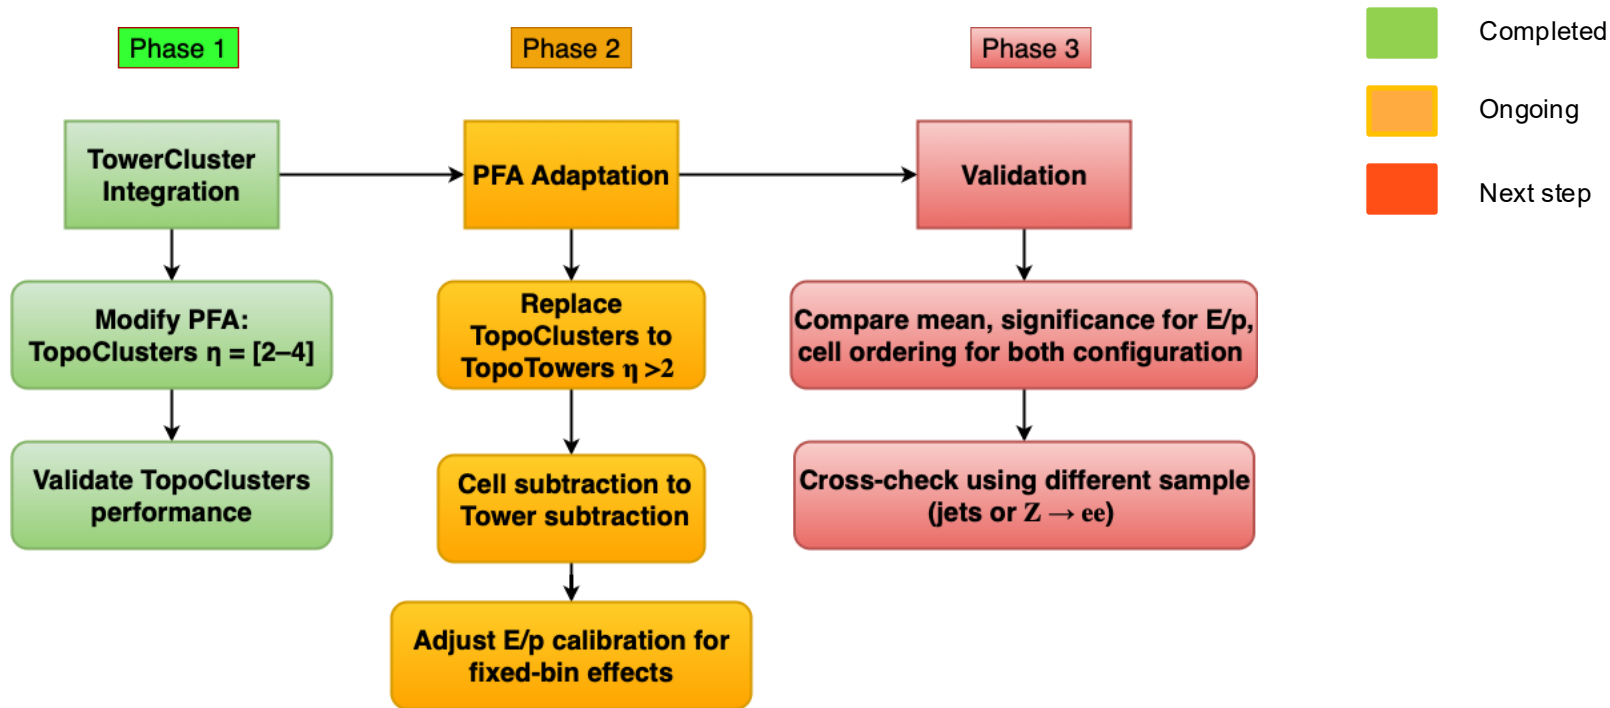 Phase 1
Phase 2
Phase 3
Completed
Ongoing
Next step
TowerCluster
Integration
PFA Adaptation
Validation
Modify PFA:
TopoClusters η = [2–4]
Validate TopoClusters
performance
Replace
TopoClusters to
TopoTowers η >2
Cell subtraction to
Tower subtraction
Adjust E/p calibration for
fixed-bin effects
Compare mean, significance for E/p,
cell ordering for both configuration
Cross-check using different sample
(jets or Z → ee)